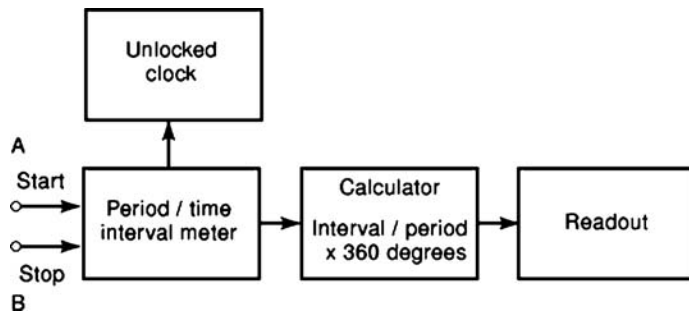 Unlocked
clock
A
Start
Stop
B
Period / time
interval meter
Calculator
Interval / period
x 360 degrees
Readout